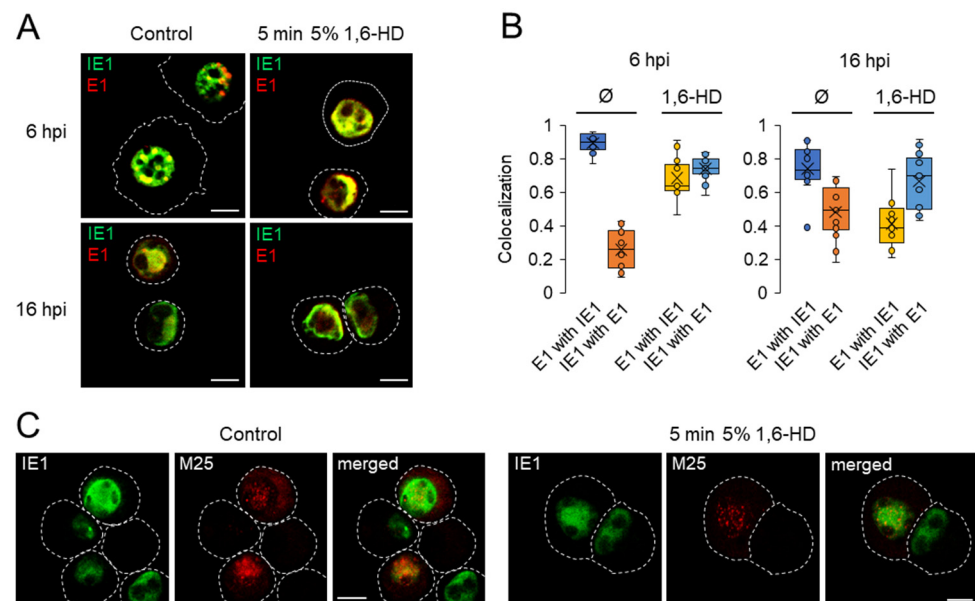 A
Control
5 min 5% 1,6-HD
IE1
E1
IE1
E1
6 hpi
IE1
E1
IE1
E1
16 hpi
B
6 hpi
16 hpi
Ø
1,6-HD
Ø
1,6-HD
Colocalization
1
0.8
0.6
0.4
0.2
0
1
0.8
0.6
0.4
0.2
0
E1 with IE1
IE1 with E1
E1 with IE1
IE1 with E1
E1 with IE1
IE1 with E1
E1 with IE1
IE1 with E1
C
Control
5 min 5% 1,6-HD
IE1
M25
merged
IE1
M25
merged